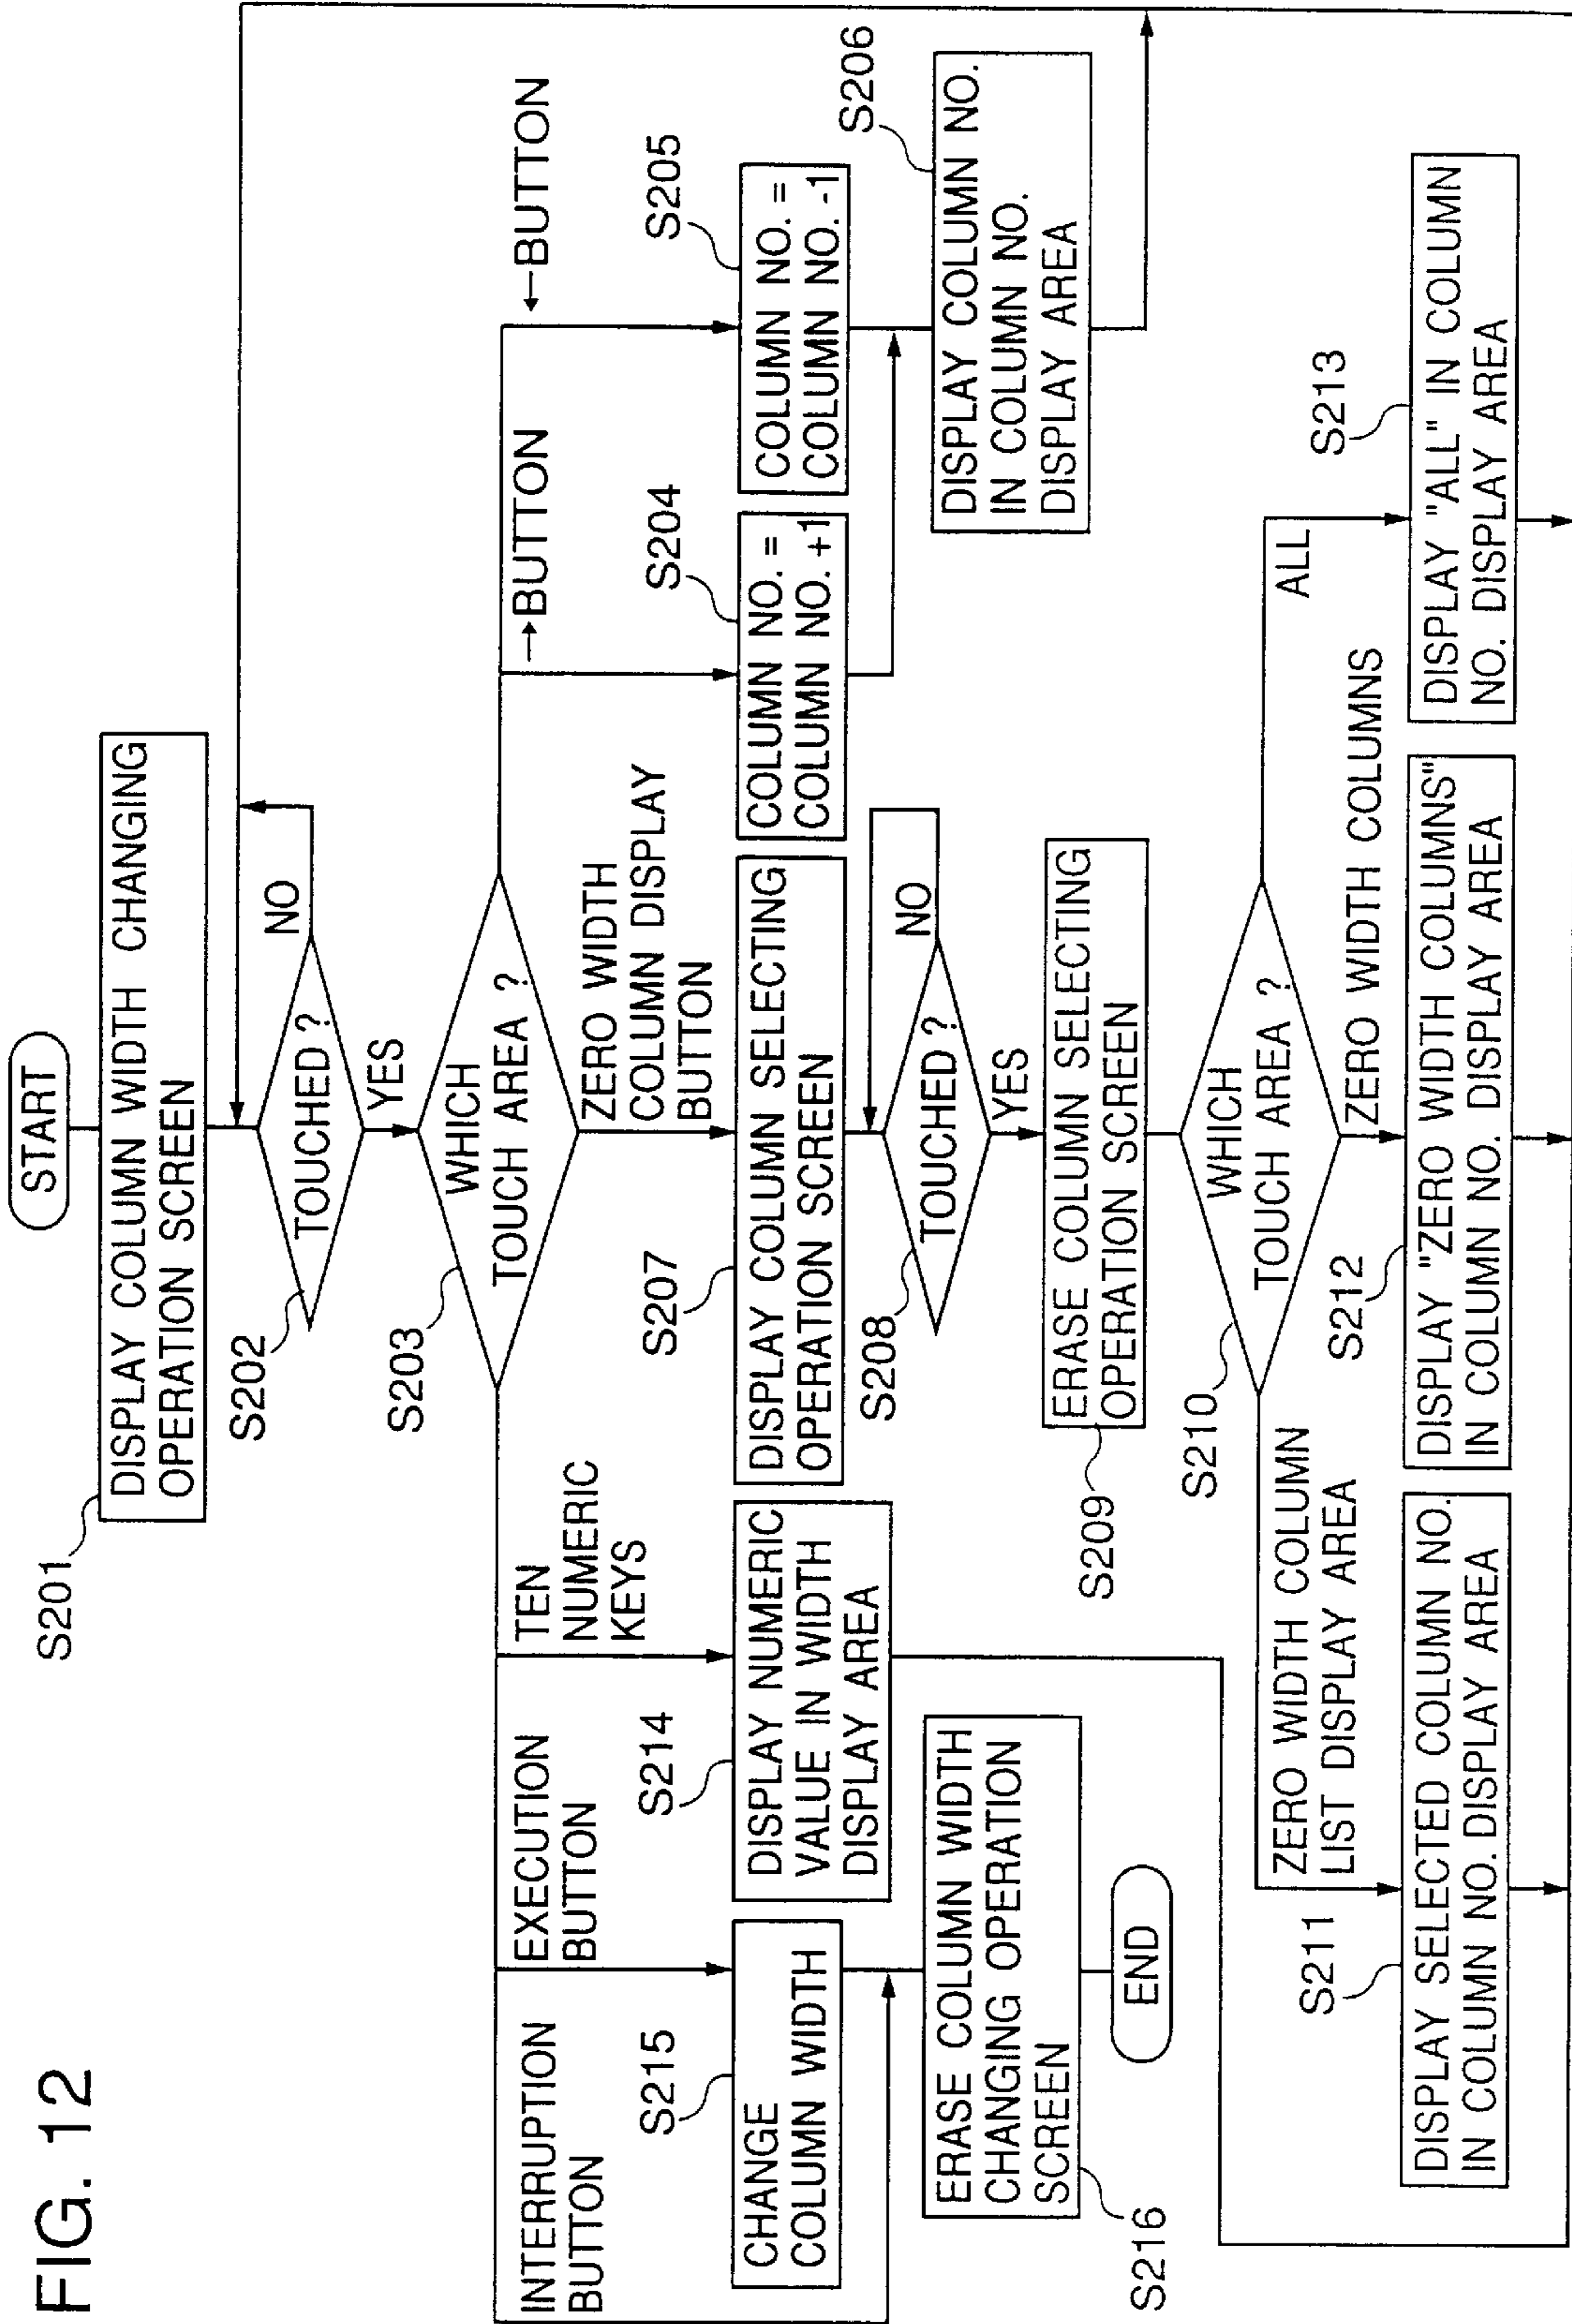 FIG. 12
START
S201
DISPLAY COLUMN WIDTH CHANGING
OPERATION SCREEN
S202
TOUCHED ?
NO
YES
S203
WHICH
TOUCH AREA ?
INTERRUPTION
BUTTON
EXECUTION
BUTTON
TEN
NUMERIC
KEYS
ZERO WIDTH
COLUMN DISPLAY
BUTTON
→BUTTON
←BUTTON
S215
CHANGE
COLUMN WIDTH
S214
DISPLAY NUMERIC
VALUE IN WIDTH
DISPLAY AREA
S207
DISPLAY COLUMN SELECTING
OPERATION SCREEN
S204
COLUMN NO. =
COLUMN NO. +1
S205
COLUMN NO. =
COLUMN NO. -1
S206
DISPLAY COLUMN NO.
IN COLUMN NO.
DISPLAY AREA
S216
ERASE COLUMN WIDTH
CHANGING OPERATION
SCREEN
END
S208
TOUCHED ?
NO
YES
S209
ERASE COLUMN SELECTING
OPERATION SCREEN
S210
WHICH
TOUCH AREA ?
ZERO WIDTH COLUMN
LIST DISPLAY AREA
ZERO WIDTH COLUMNS
ALL
S211
DISPLAY SELECTED COLUMN NO.
IN COLUMN NO. DISPLAY AREA
S212
DISPLAY "ZERO WIDTH COLUMNS"
IN COLUMN NO. DISPLAY AREA
S213
DISPLAY "ALL" IN COLUMN
NO. DISPLAY AREA